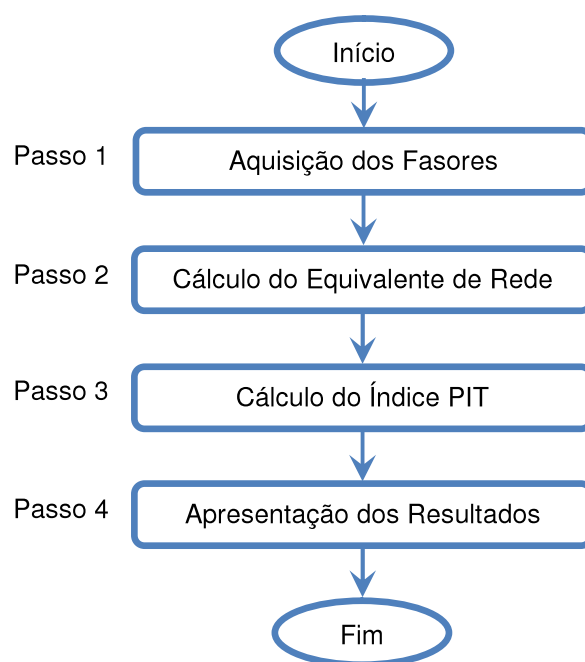 Início
Passo 1
Aquisição dos Fasores
Passo 2
Cálculo do Equivalente de Rede
Passo 3
Cálculo do Índice PIT
Passo 4
Apresentação dos Resultados
Fim